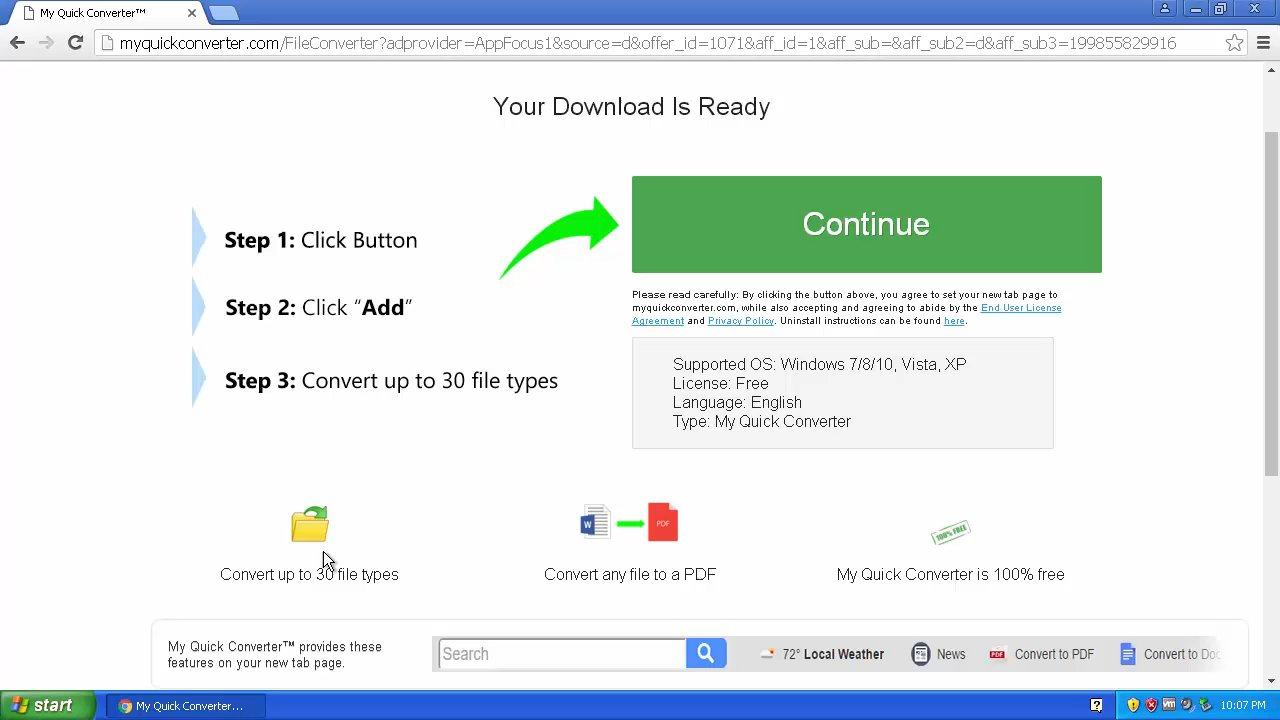 My Quick Converter™
myquickconverter.com/FileConverter?adprovider=AppFocus1&source=d&offer_id=1071&aff_id=1&aff_sub=&aff_sub2=d&aff_sub3=199855829916
Your Download Is Ready
Step 1: Click Button
Step 2: Click “Add”
Step 3: Convert up to 30 file types
Continue
Please read carefully: By clicking the button above, you agree to set your new tab page to
myquickconverter.com, while also accepting and agreeing to abide by the End User License
Agreement and Privacy Policy. Uninstall instructions can be found here.
Supported OS: Windows 7/8/10, Vista, XP
License: Free
Language: English
Type: My Quick Converter
W
PDF
100% FREE
Convert up to 30 file types
Convert any file to a PDF
My Quick Converter is 100% free
My Quick Converter™ provides these
features on your new tab page.
Search
72° Local Weather
News
PDF
Convert to PDF
Convert to Doc
start
My Quick Converter...
10:07 PM